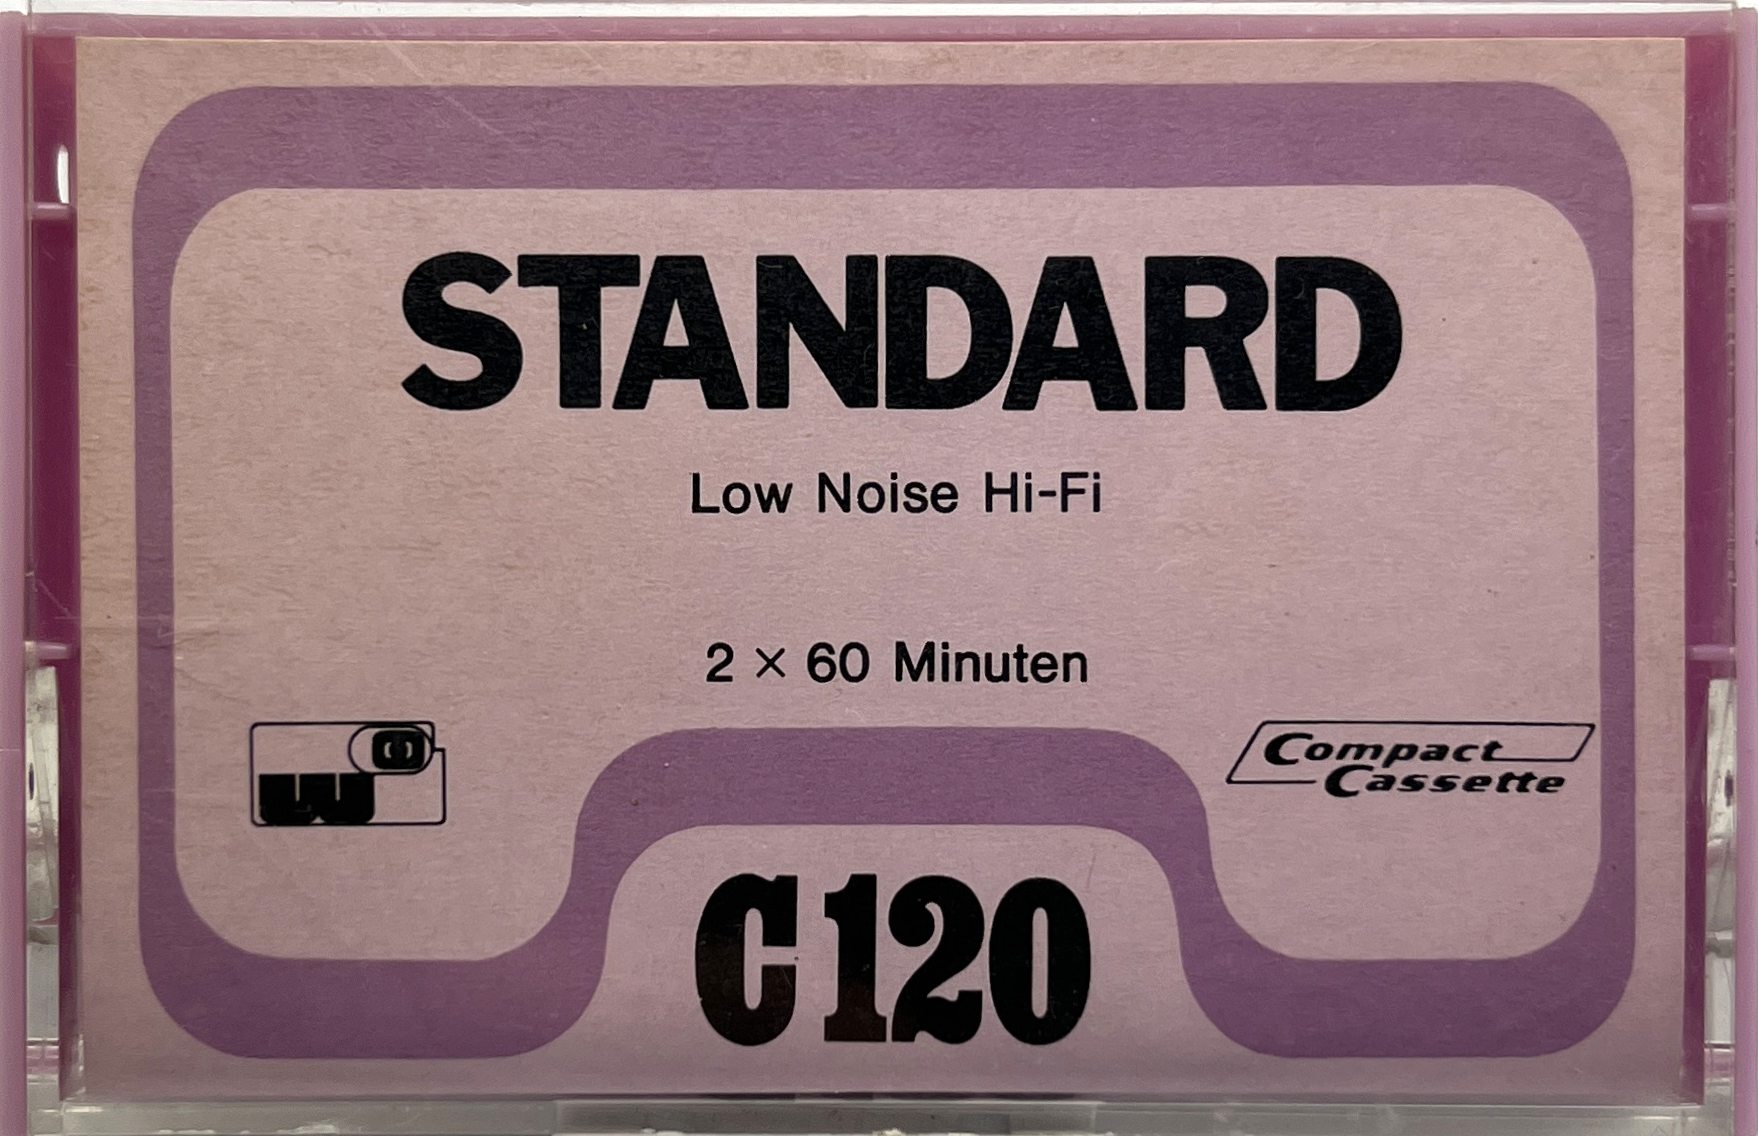 STANDARD
Low Noise Hi-Fi
2 × 60 Minuten
Compact
Cassette
C120